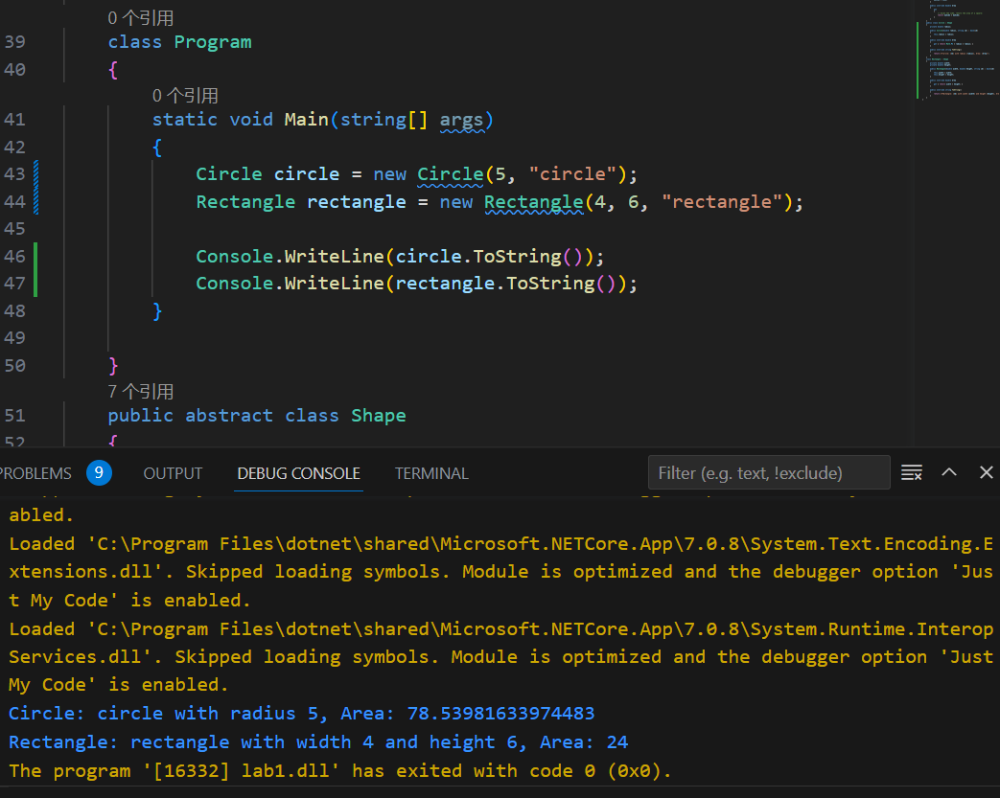 0 个引用
39 class Program
40 {
0 个引用
41 static void Main(string[] args)
42 {
43 Circle circle = new Circle(5, "circle");
44 Rectangle rectangle = new Rectangle(4, 6, "rectangle");
45
46 Console.WriteLine(circle.ToString());
47 Console.WriteLine(rectangle.ToString());
48 }
49
50 }
7 个引用
51 public abstract class Shape
52 {
PROBLEMS 9 OUTPUT DEBUG CONSOLE TERMINAL Filter (e.g. text, !exclude)
abled.
Loaded 'C:\Program Files\dotnet\shared\Microsoft.NETCore.App\7.0.8\System.Text.Encoding.E
xtensions.dll'. Skipped loading symbols. Module is optimized and the debugger option 'Jus
t My Code' is enabled.
Loaded 'C:\Program Files\dotnet\shared\Microsoft.NETCore.App\7.0.8\System.Runtime.Interop
Services.dll'. Skipped loading symbols. Module is optimized and the debugger option 'Just
My Code' is enabled.
Circle: circle with radius 5, Area: 78.53981633974483
Rectangle: rectangle with width 4 and height 6, Area: 24
The program '[16332] lab1.dll' has exited with code 0 (0x0).